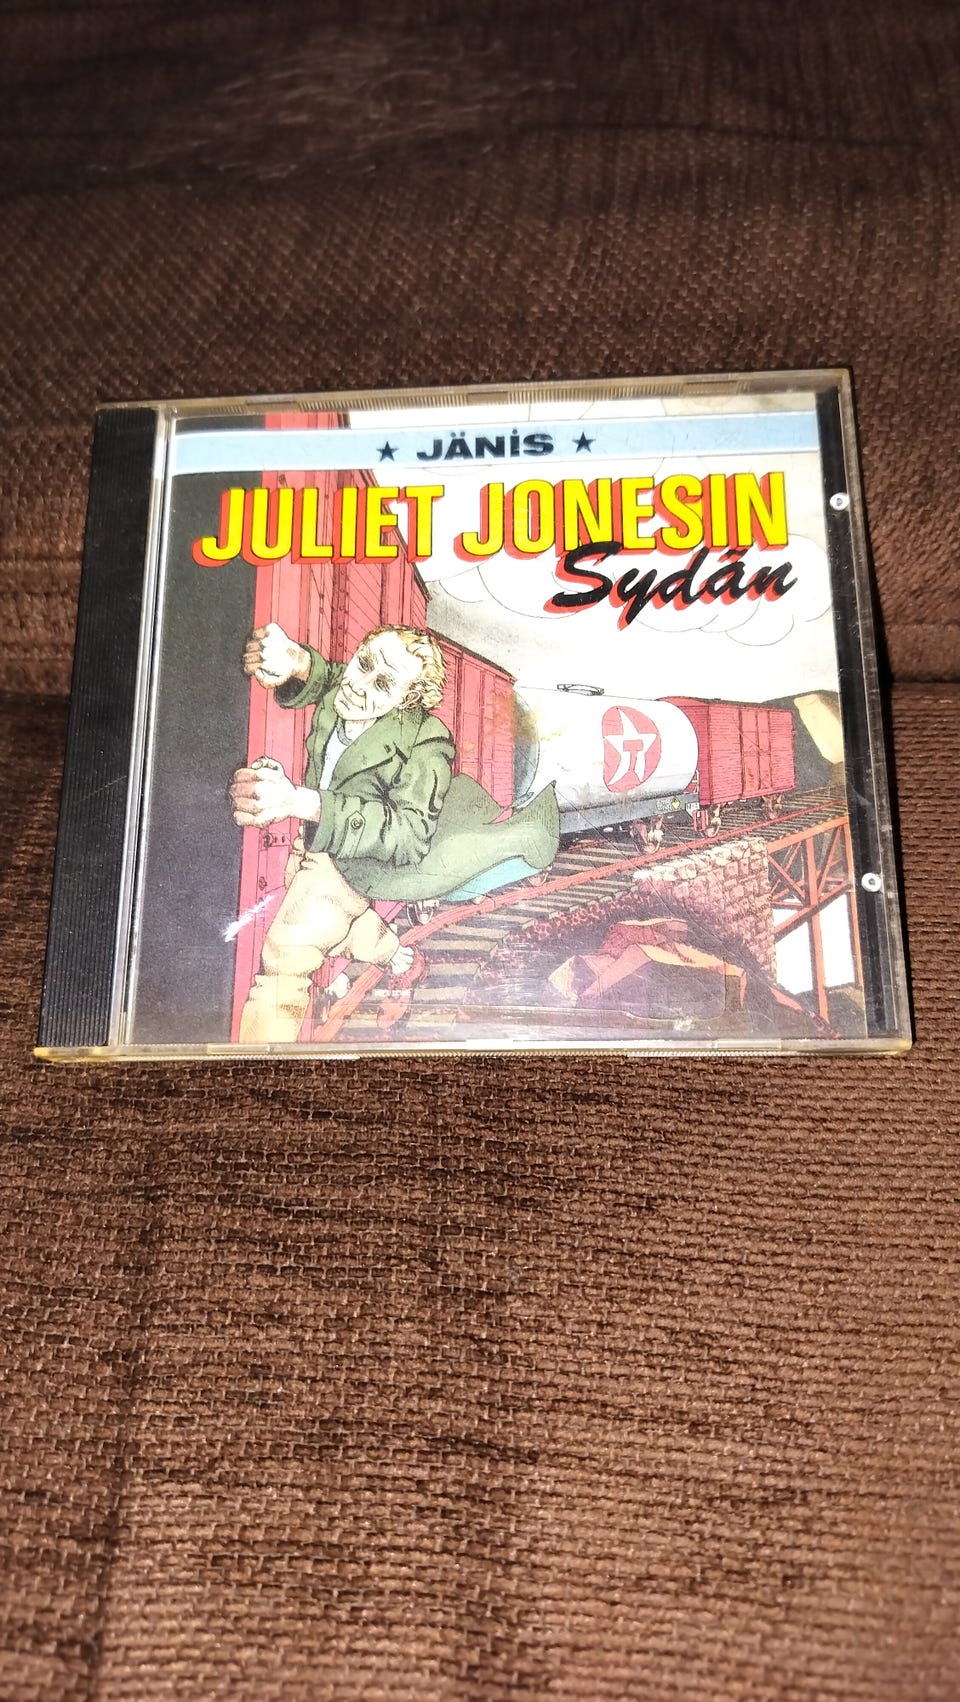 ★ JÄNiS ★
JULIET JONESIN
Sydän
T